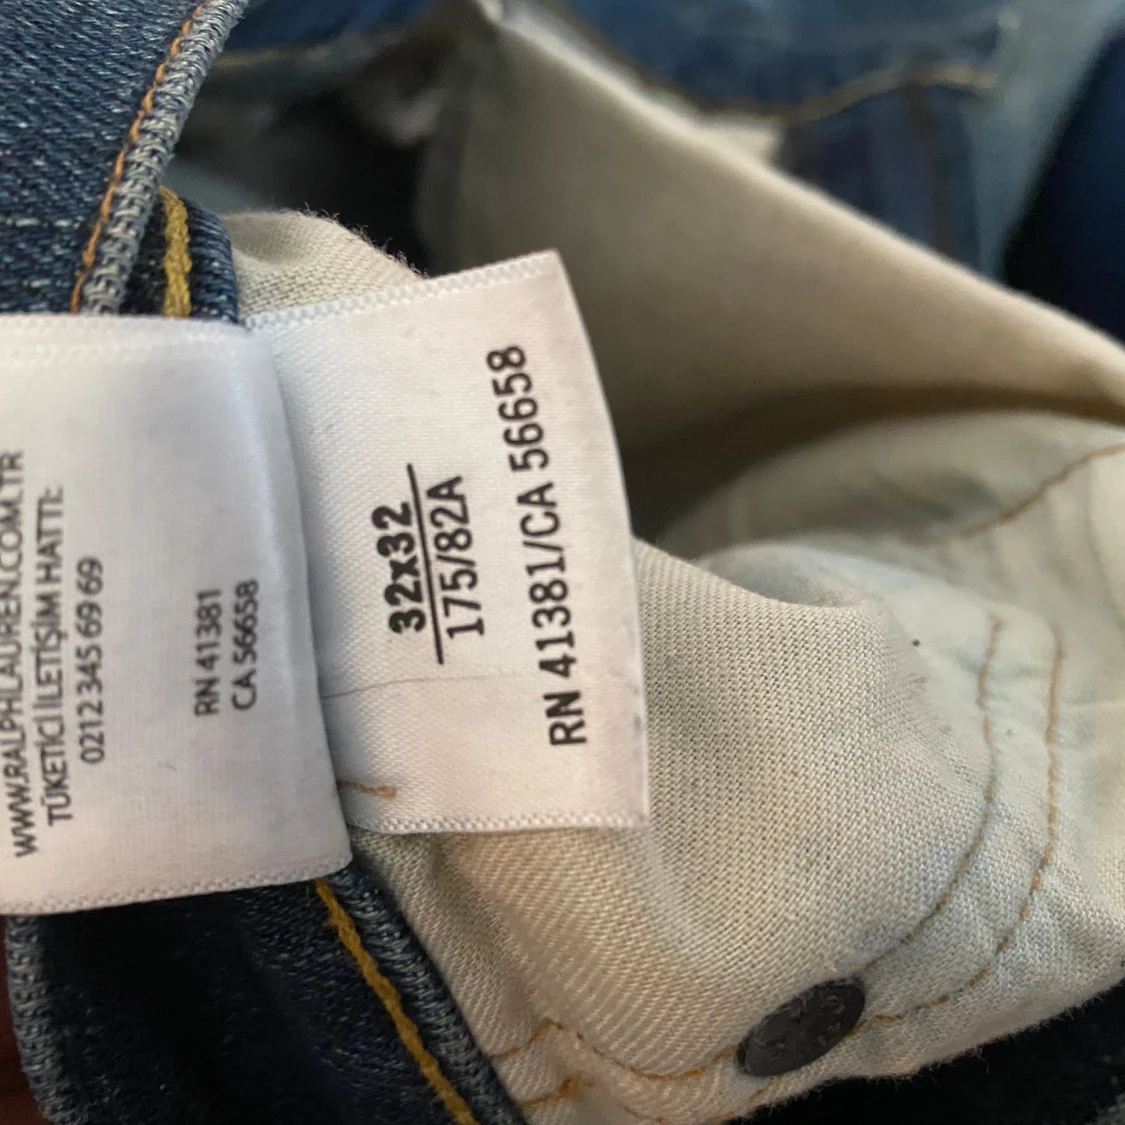 WWW.RALPHLAUREN.COM.TR
TÜKETİCİ İLETİŞİM HATTI:
0212 345 69 69
RN 41381
CA 56658
32x32
175/82A
RN 41381/CA 56658